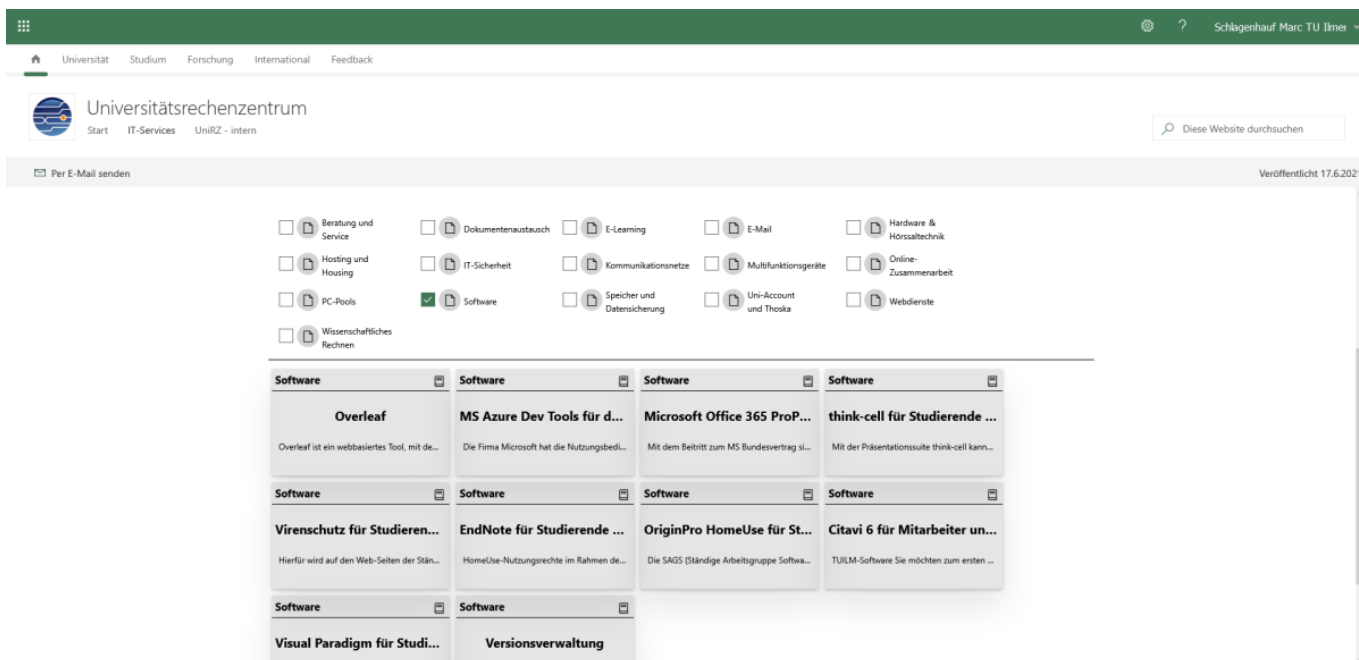 ? Schlagenhauf Marc TU Ilmer
Universität Studium Forschung International Feedback
Universitätsrechenzentrum
Start IT-Services UniRZ - intern
Diese Website durchsuchen
Per E-Mail senden
Veröffentlicht 17.6.2021
Beratung und
Service
Dokumentenaustausch
E-Learning
E-Mail
Hardware &
Hörssaltechnik
Hosting und
Housing
IT-Sicherheit
Kommunikationsnetze
Multifunktionsgeräte
Online-
Zusammenarbeit
PC-Pools
Software
Speicher und
Datensicherung
Uni-Account
und Thoska
Webdienste
Wissenschaftliches
Rechnen
Software
Overleaf
Overleaf ist ein webbasiertes Tool, mit de...
Software
MS Azure Dev Tools für d...
Die Firma Microsoft hat die Nutzungsbedi...
Software
Microsoft Office 365 ProP...
Mit dem Beitritt zum MS Bundesvertrag si...
Software
think-cell für Studierende ...
Mit der Präsentationssuite think-cell kann...
Software
Virenschutz für Studieren...
Hierfür wird auf den Web-Seiten der Stän...
Software
EndNote für Studierende ...
HomeUse-Nutzungsrechte im Rahmen de...
Software
OriginPro HomeUse für St...
Die SAGS (Ständige Arbeitsgruppe Softwa...
Software
Citavi 6 für Mitarbeiter un...
TUILM-Software Sie möchten zum ersten ...
Software
Visual Paradigm für Studi...
Software
Versionsverwaltung